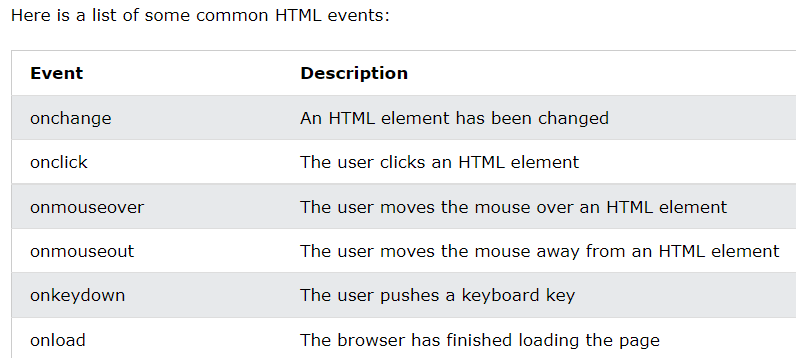 Here is a list of some common HTML events:
Event Description
onchange An HTML element has been changed
onclick The user clicks an HTML element
onmouseover The user moves the mouse over an HTML element
onmouseout The user moves the mouse away from an HTML element
onkeydown The user pushes a keyboard key
onload The browser has finished loading the page